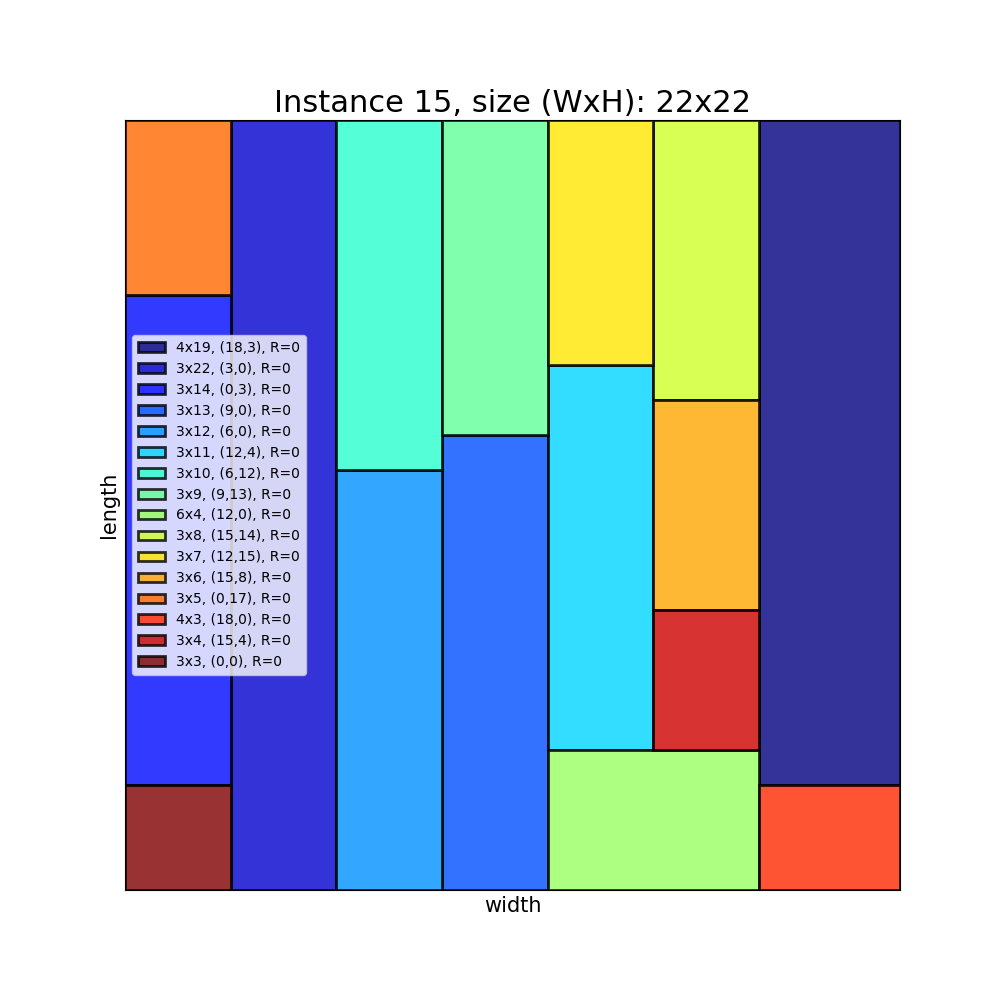 Instance 15, size (WxH): 22x22
4x19, (18,3), R=0
3x22, (3,0), R=0
3x14, (0,3), R=0
3x13, (9,0), R=0
3x12, (6,0), R=0
3x11, (12,4), R=0
3x10, (6,12), R=0
3x9, (9,13), R=0
6x4, (12,0), R=0
3x8, (15,14), R=0
3x7, (12,15), R=0
3x6, (15,8), R=0
3x5, (0,17), R=0
4x3, (18,0), R=0
3x4, (15,4), R=0
3x3, (0,0), R=0
length
width